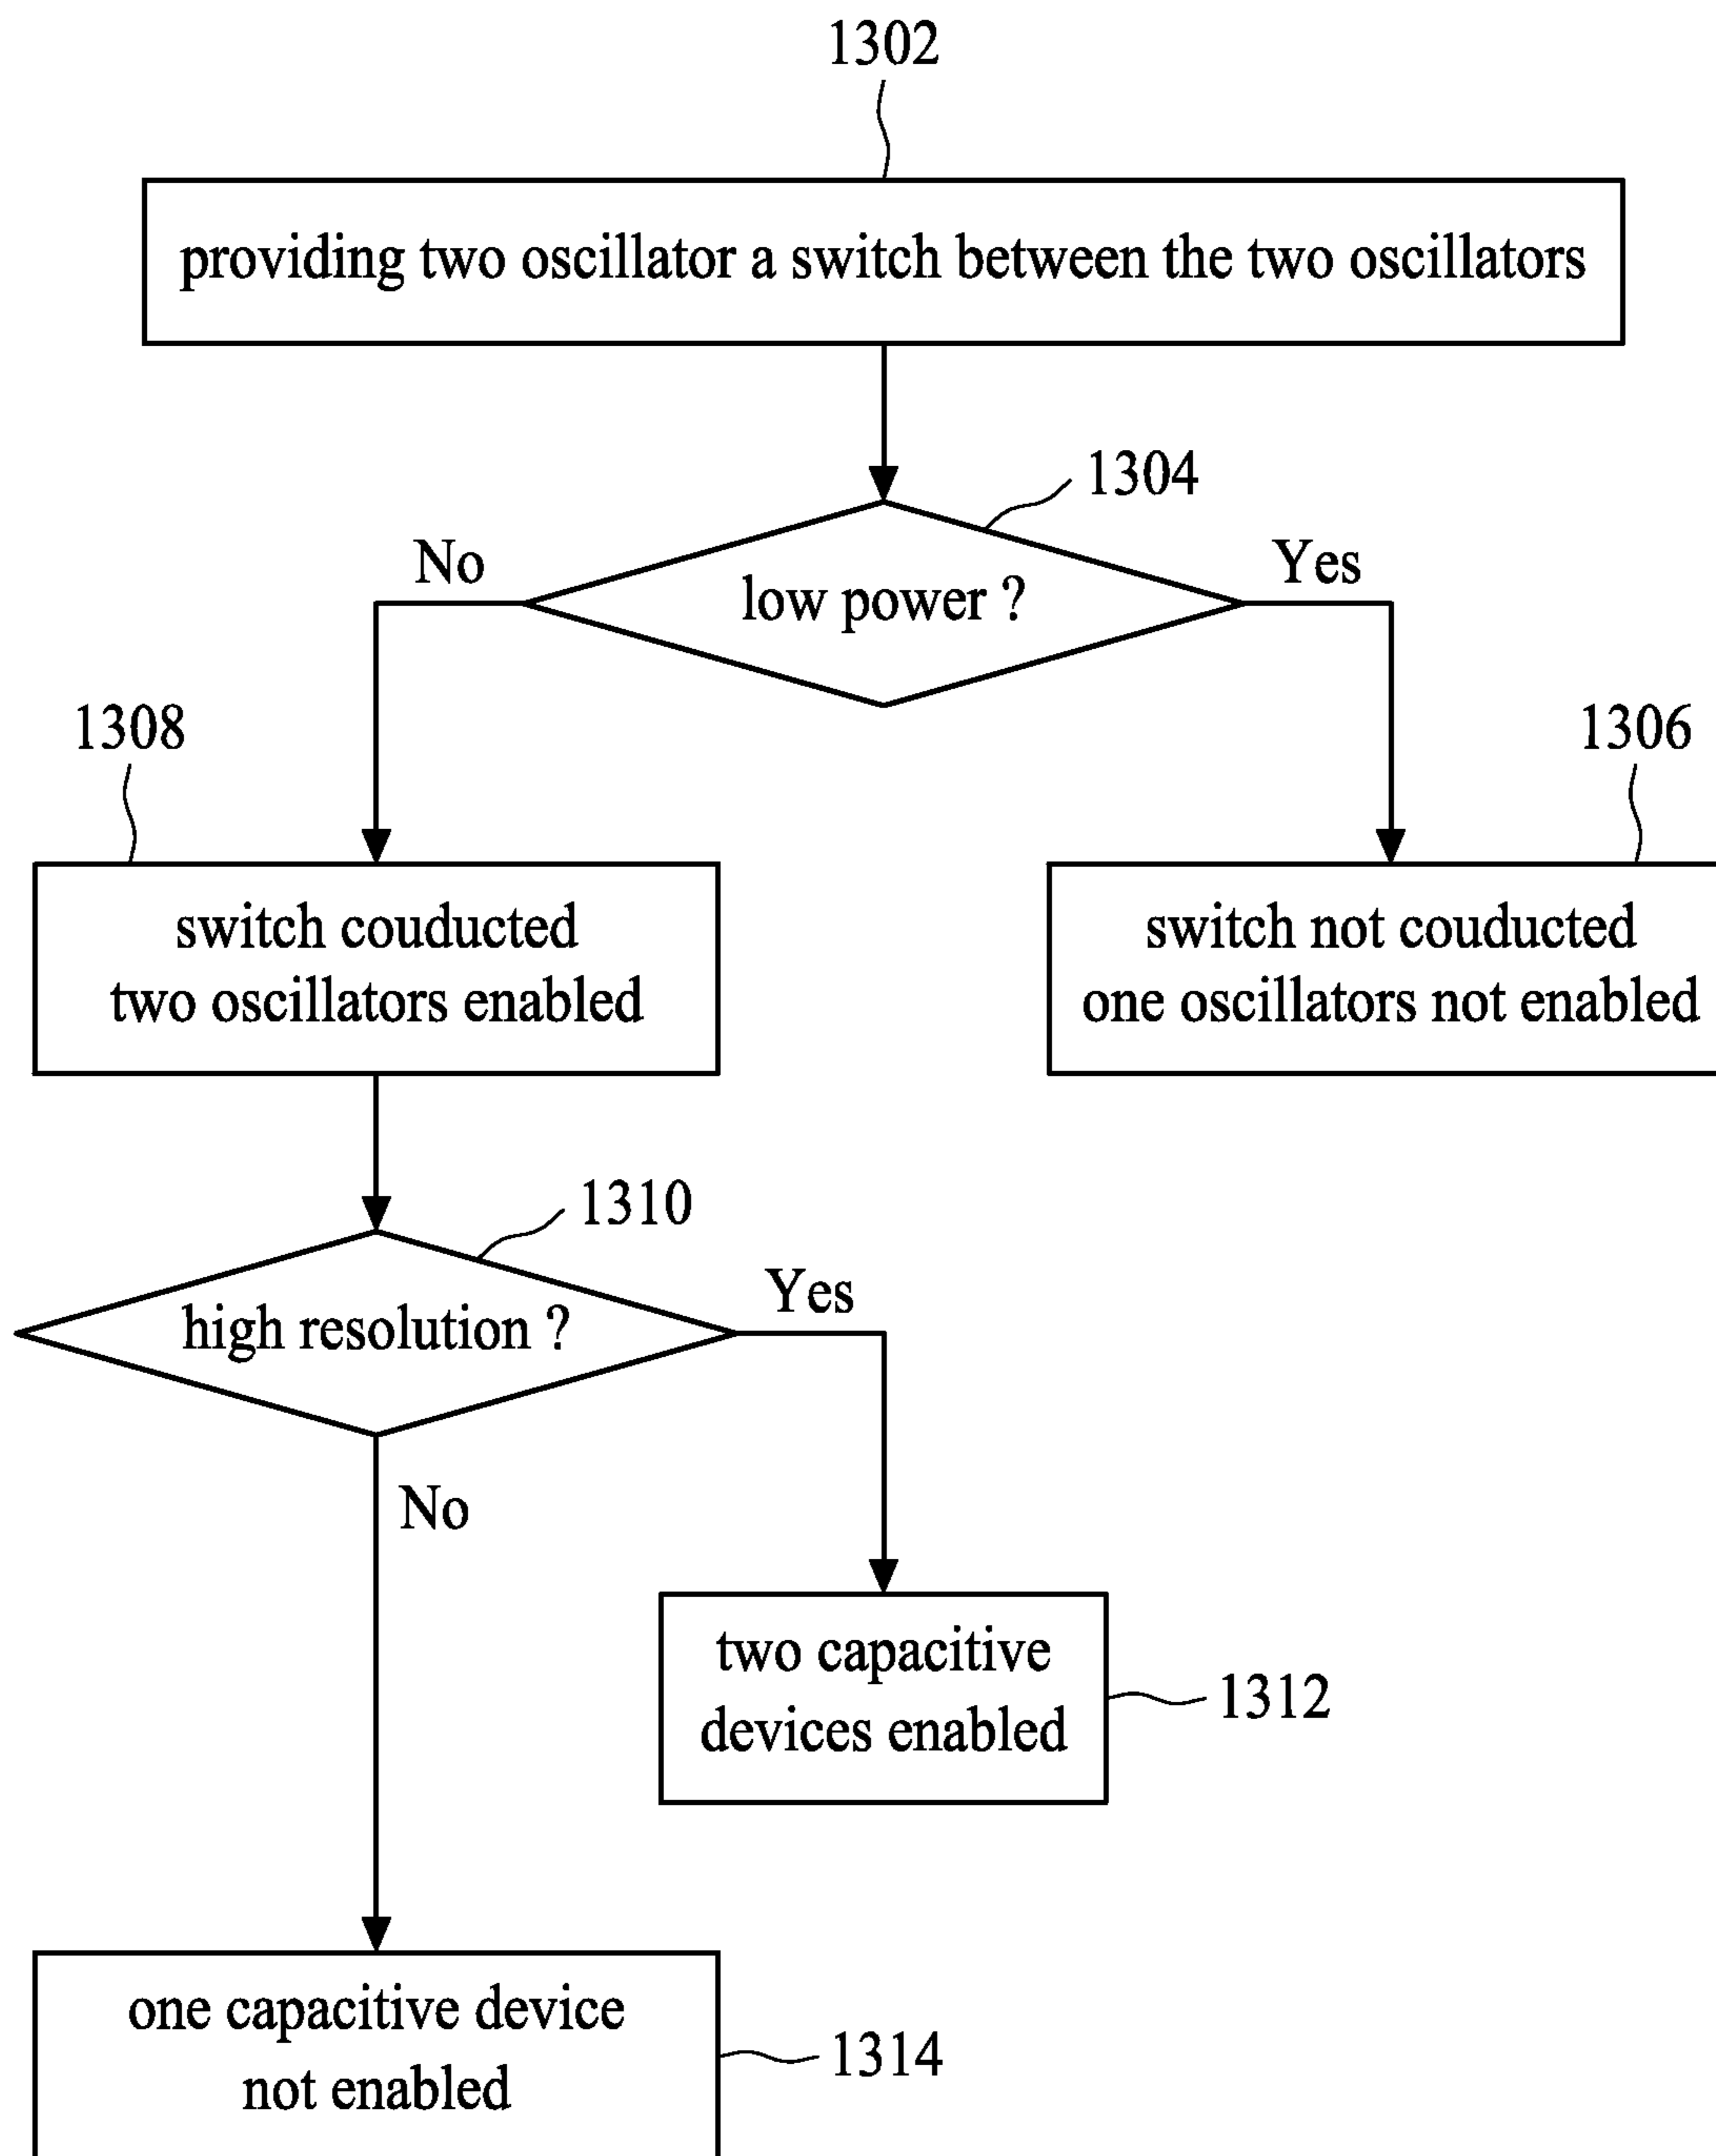 1302
providing two oscillator a switch between the two oscillators
1304
No
low power ?
Yes
1308
1306
switch couducted
two oscillators enabled
switch not couducted
one oscillators not enabled
1310
high resolution ?
Yes
No
two capacitive
devices enabled
1312
one capacitive device
not enabled
1314